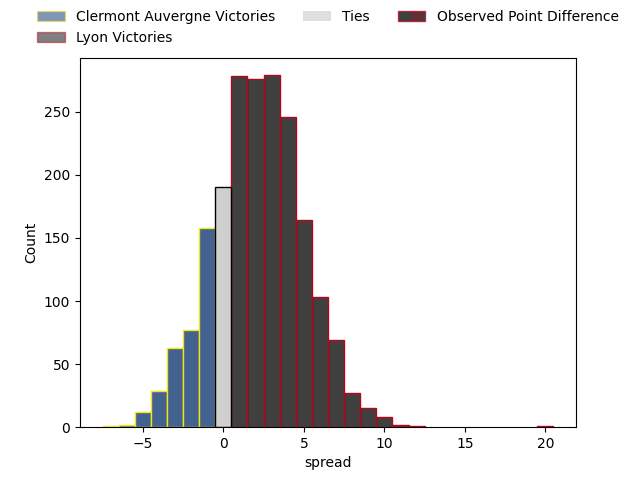 Clermont Auvergne Victories
Ties
Observed Point Difference
Lyon Victories
250
200
150
100
50
0
Count
−5
0
5
10
15
20
spread